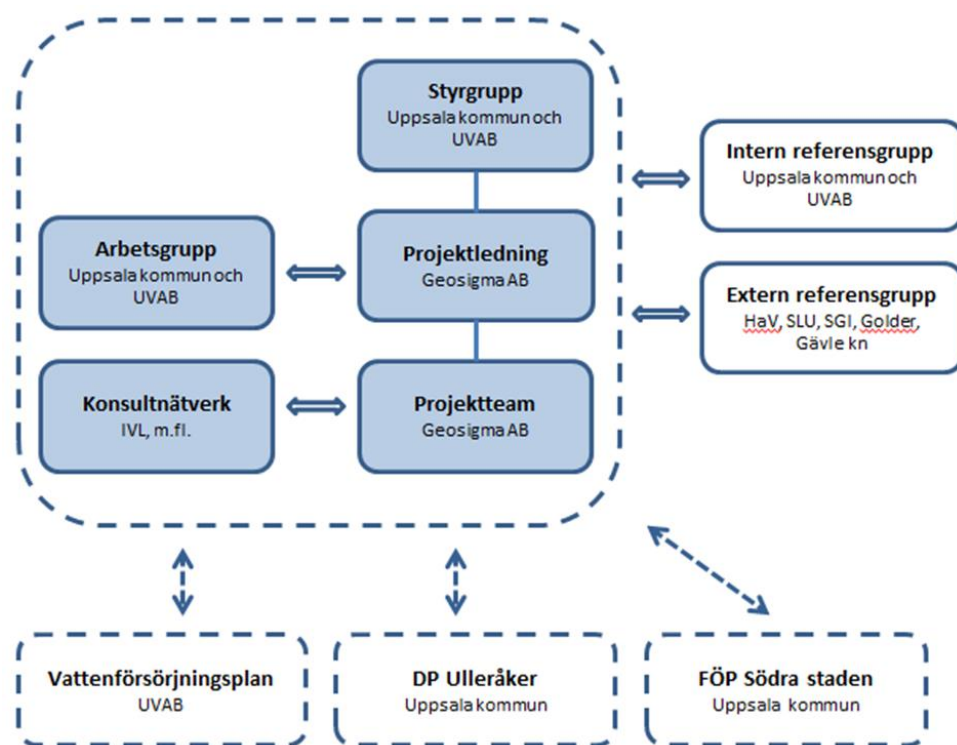 Styrgrupp
Uppsala kommun och
UVAB
Intern referensgrupp
Uppsala kommun och
UVAB
Arbetsgrupp
Uppsala kommun och
UVAB
Projektledning
Geosigma AB
Extern referensgrupp
HaV, SLU, SGI, Golder,
Gävle kn
Konsultnätverk
IVL, m.fl.
Projektteam
Geosigma AB
Vattenförsörjningsplan
UVAB
DP Ulleråker
Uppsala kommun
FÖP Södra staden
Uppsala kommun